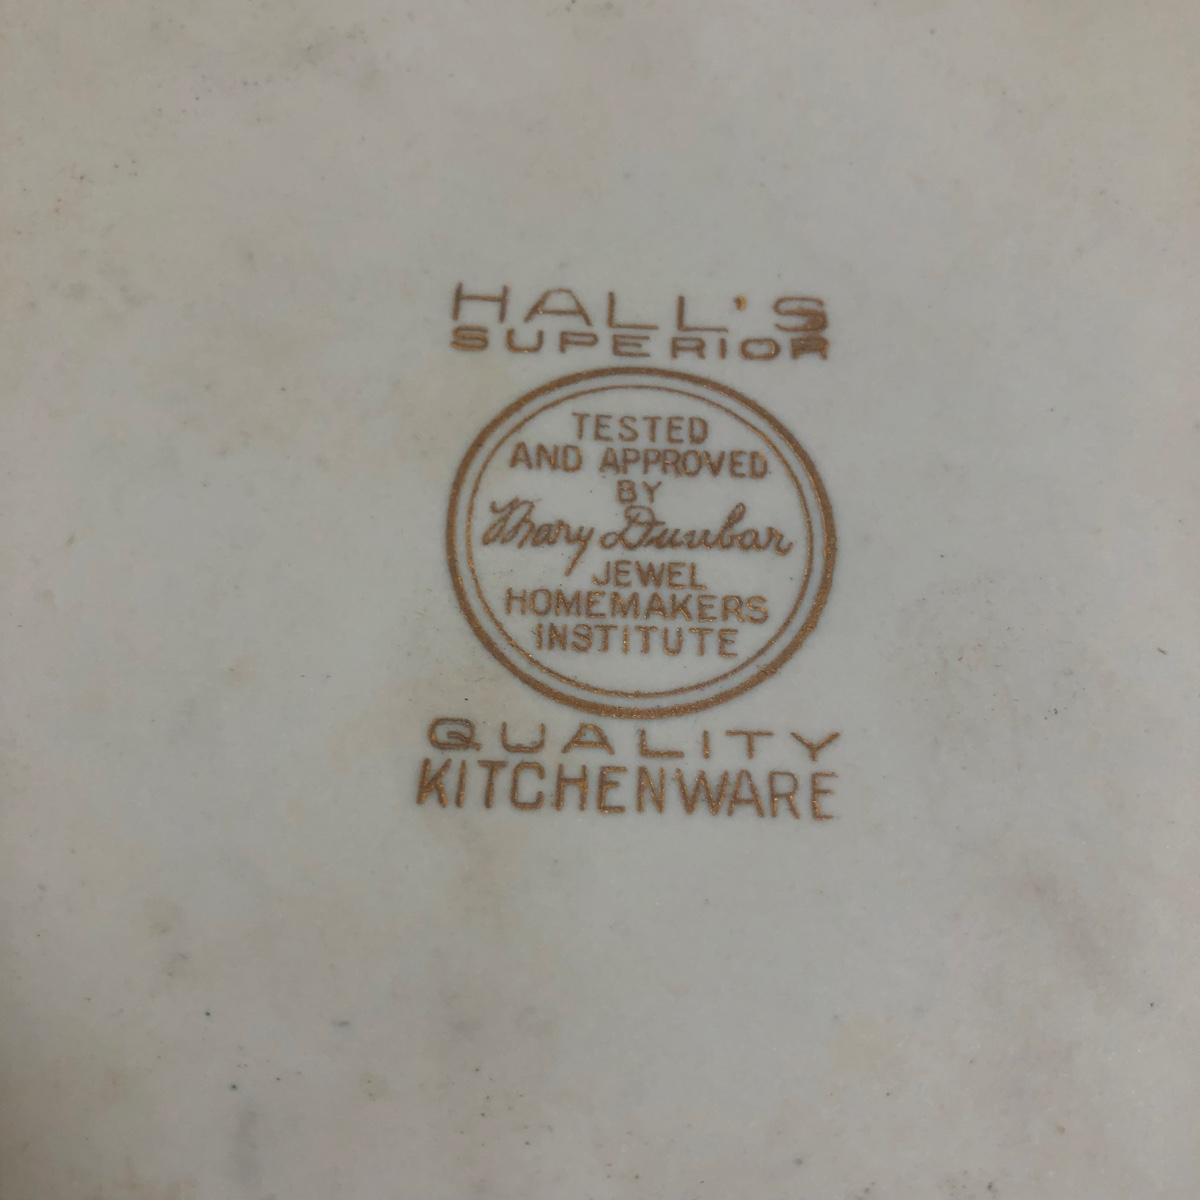 HALL'S
SUPERIOR
TESTED
AND APPROVED
BY
Mary Dunbar
JEWEL
HOMEMAKERS
INSTITUTE
QUALITY
KITCHENWARE